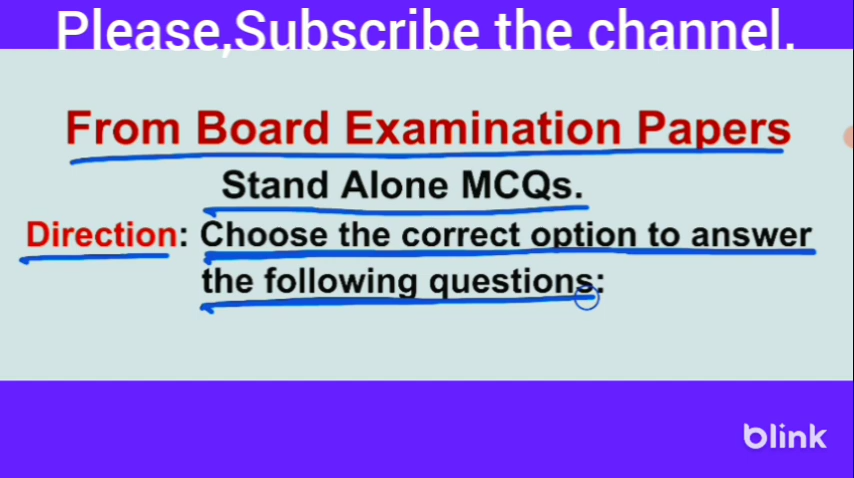 Please,Subscribe the channel.
From Board Examination Papers
Stand Alone MCQs.
Direction: Choose the correct option to answer
the following questions:
blink